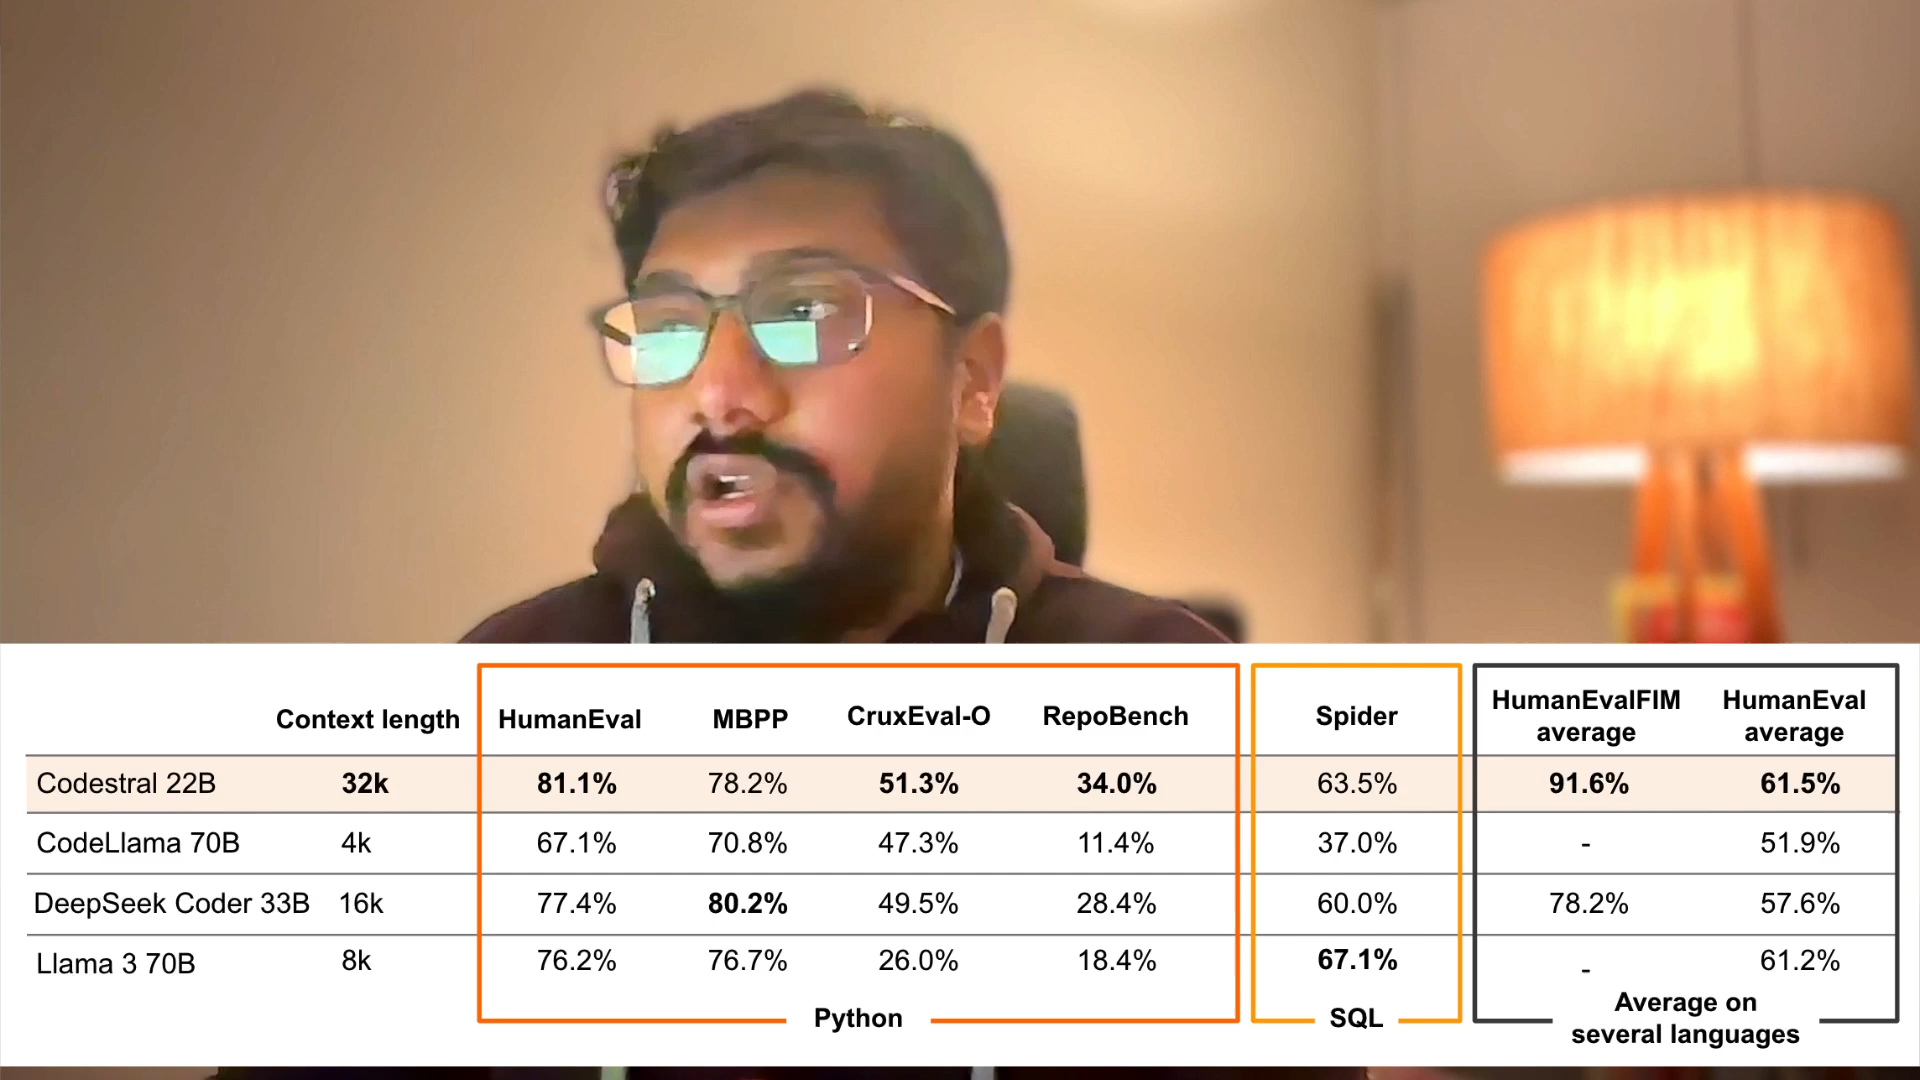 Context length HumanEval MBPP CruxEval-O RepoBench Spider HumanEvalFIM average HumanEval average
Codestral 22B 32k 81.1% 78.2% 51.3% 34.0% 63.5% 91.6% 61.5%
CodeLlama 70B 4k 67.1% 70.8% 47.3% 11.4% 37.0% - 51.9%
DeepSeek Coder 33B 16k 77.4% 80.2% 49.5% 28.4% 60.0% 78.2% 57.6%
Llama 3 70B 8k 76.2% 76.7% 26.0% 18.4% 67.1% - 61.2%
Python SQL Average on several languages